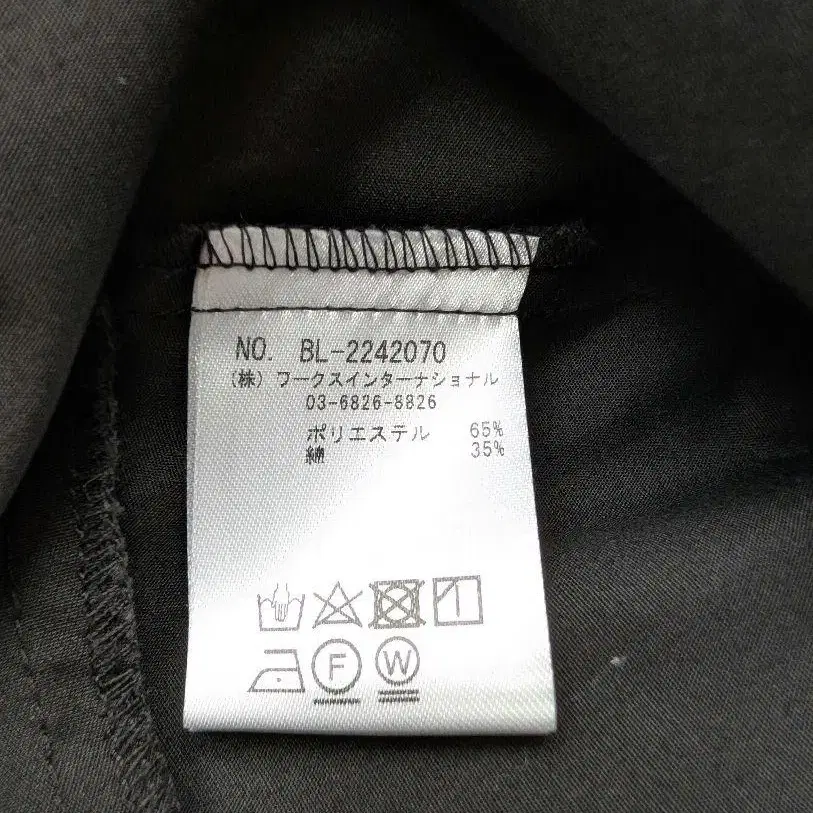 NO. BL-2242070
(株) ワークスインターナショナル
03-6826-8826
ポリエステル 65%
綿 35%
F W